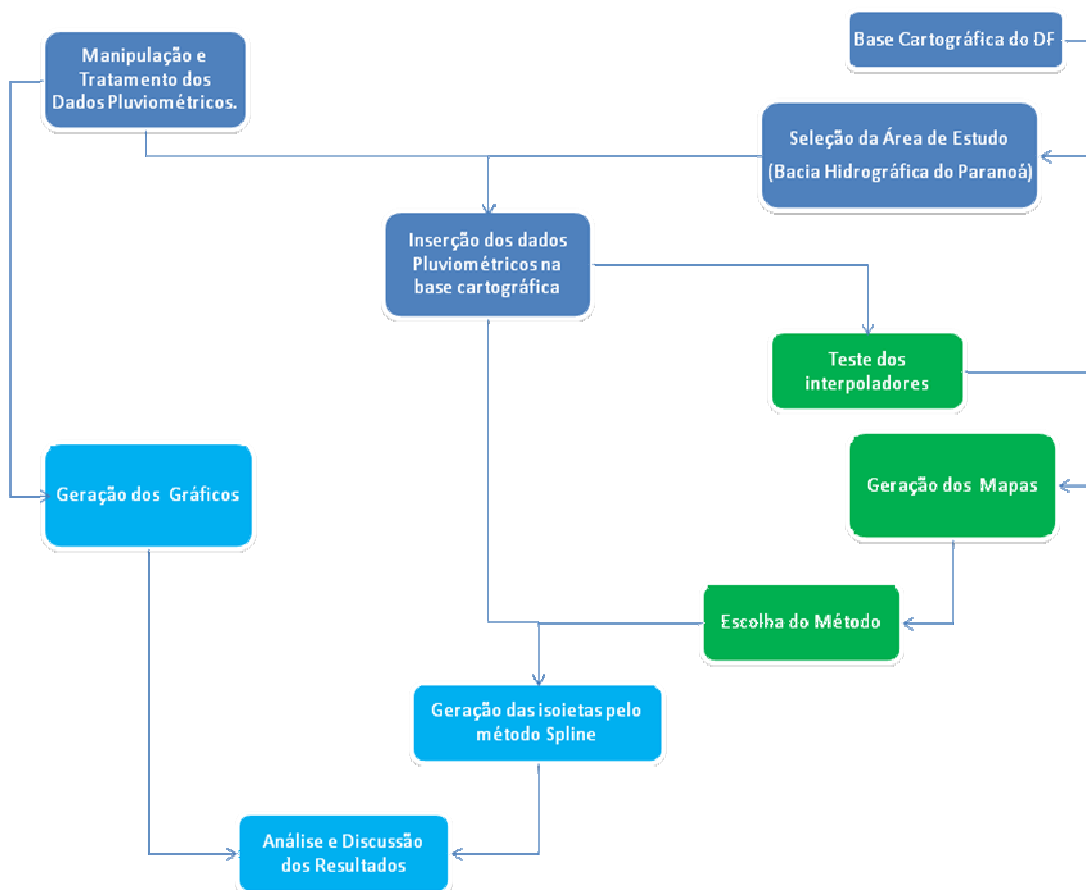 Manipulação e
Tratamento dos
Dados Pluviométricos.
Base Cartográfica do DF
Seleção da Área de Estudo
(Bacia Hidrográfica do Paranoá)
Inserção dos dados
Pluviométricos na
base cartográfica
Teste dos
interpoladores
Geração dos Gráficos
Geração dos Mapas
Escolha do Método
Geração das isoietas pelo
método Spline
Análise e Discussão
dos Resultados